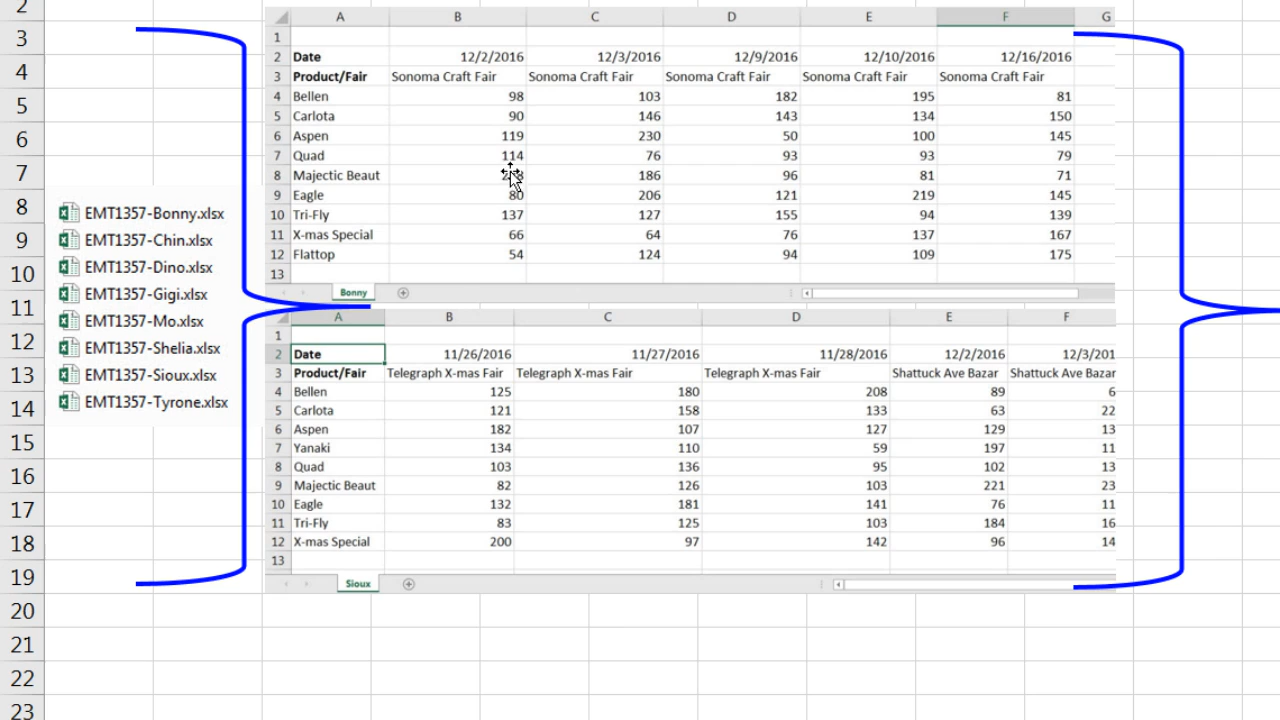 2
3
4
5
6
7
8
9
10
11
12
13
14
15
16
17
18
19
20
21
22
23
EMT1357-Bonny.xlsx
EMT1357-Chin.xlsx
EMT1357-Dino.xlsx
EMT1357-Gigi.xlsx
EMT1357-Mo.xlsx
EMT1357-Shelia.xlsx
EMT1357-Sioux.xlsx
EMT1357-Tyrone.xlsx
A B C D E F G
1
2 Date 12/2/2016 12/3/2016 12/9/2016 12/10/2016 12/16/2016
3 Product/Fair Sonoma Craft Fair Sonoma Craft Fair Sonoma Craft Fair Sonoma Craft Fair Sonoma Craft Fair
4 Bellen 98 103 182 195 81
5 Carlota 90 146 143 134 150
6 Aspen 119 230 50 100 145
7 Quad 114 76 93 93 79
8 Majectic Beaut 186 96 81 71
9 Eagle 80 206 121 219 145
10 Tri-Fly 137 127 155 94 139
11 X-mas Special 66 64 76 137 167
12 Flattop 54 124 94 109 175
13
Bonny
A B C D E F
1
2 Date 11/26/2016 11/27/2016 11/28/2016 12/2/2016 12/3/201
3 Product/Fair Telegraph X-mas Fair Telegraph X-mas Fair Telegraph X-mas Fair Shattuck Ave Bazar Shattuck Ave Bazar
4 Bellen 125 180 208 89 6
5 Carlota 121 158 133 63 22
6 Aspen 182 107 127 129 13
7 Yanaki 134 110 59 197 11
8 Quad 103 136 95 102 13
9 Majectic Beaut 82 126 103 221 23
10 Eagle 132 181 141 76 11
11 Tri-Fly 83 125 103 184 16
12 X-mas Special 200 97 142 96 14
13
Sioux